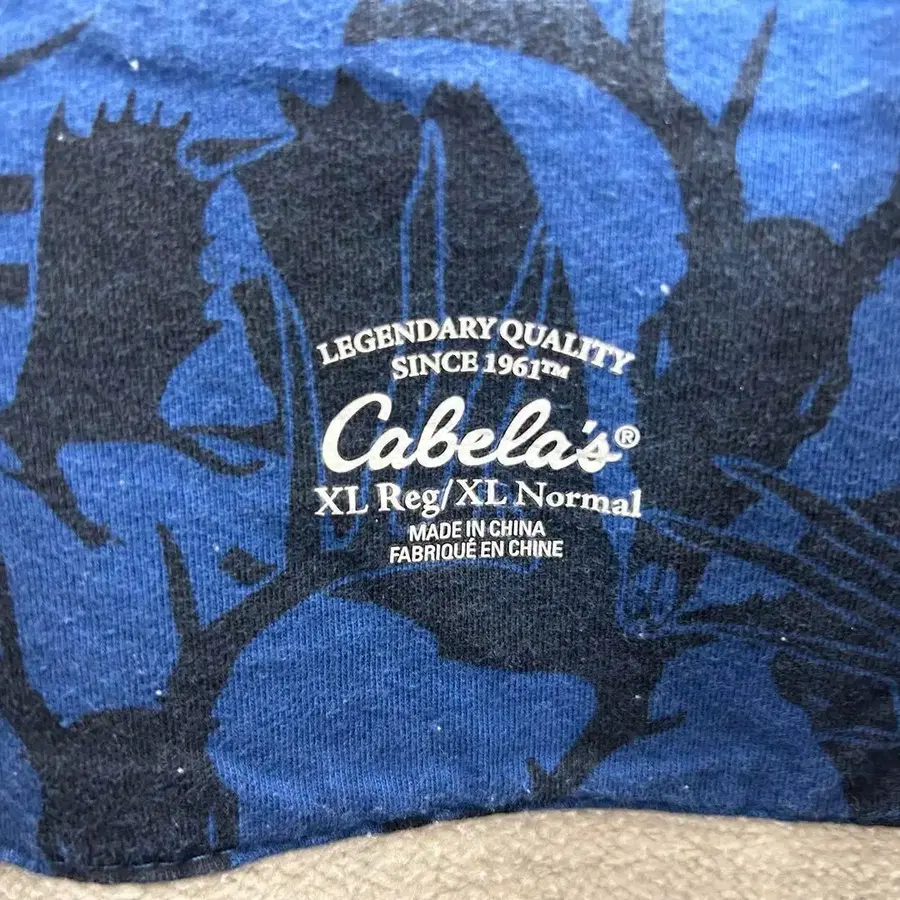 LEGENDARY QUALITY
SINCE 1961™
Cabela's®
XL Reg/XL Normal
MADE IN CHINA
FABRIQUÉ EN CHINE